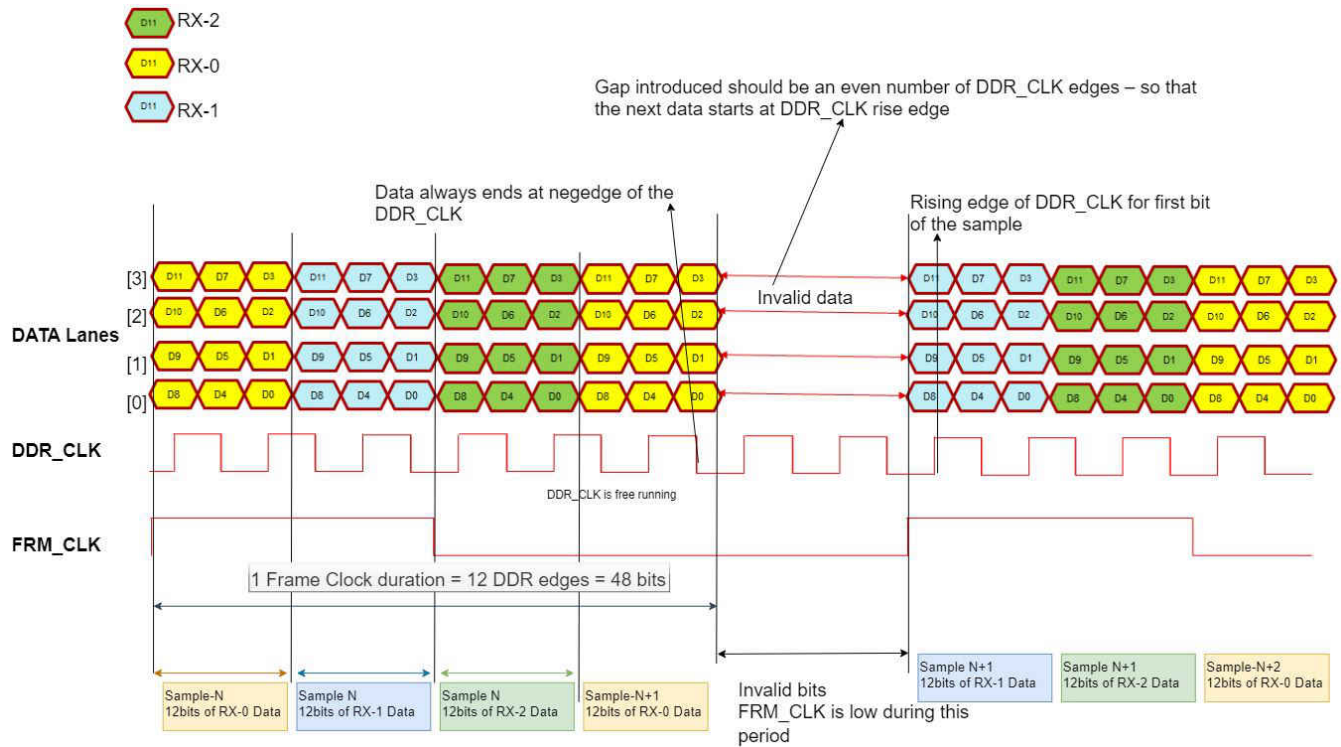 D11 RX-2
D11 RX-0
D11 RX-1
Gap introduced should be an even number of DDR_CLK edges – so that
the next data starts at DDR_CLK rise edge
Data always ends at negedge of the
DDR_CLK
Rising edge of DDR_CLK for first bit
of the sample
[3] D11 D7 D3 D11 D7 D3 D11 D7 D3 D11 D7 D3 D11 D7 D3 D11 D7 D3 D11 D7 D3
Invalid data
[2] D10 D6 D2 D10 D6 D2 D10 D6 D2 D10 D6 D2 D10 D6 D2 D10 D6 D2 D10 D6 D2
DATA Lanes
[1] D9 D5 D1 D9 D5 D1 D9 D5 D1 D9 D5 D1 D9 D5 D1 D9 D5 D1 D9 D5 D1
[0] D8 D4 D0 D8 D4 D0 D8 D4 D0 D8 D4 D0 D8 D4 D0 D8 D4 D0 D8 D4 D0
DDR_CLK
DDR_CLK is free running
FRM_CLK
1 Frame Clock duration = 12 DDR edges = 48 bits
Sample-N
12bits of RX-0 Data
Sample N
12bits of RX-1 Data
Sample N
12bits of RX-2 Data
Sample-N+1
12bits of RX-0 Data
Invalid bits
FRM_CLK is low during this
period
Sample N+1
12bits of RX-1 Data
Sample N+1
12bits of RX-2 Data
Sample-N+2
12bits of RX-0 Data